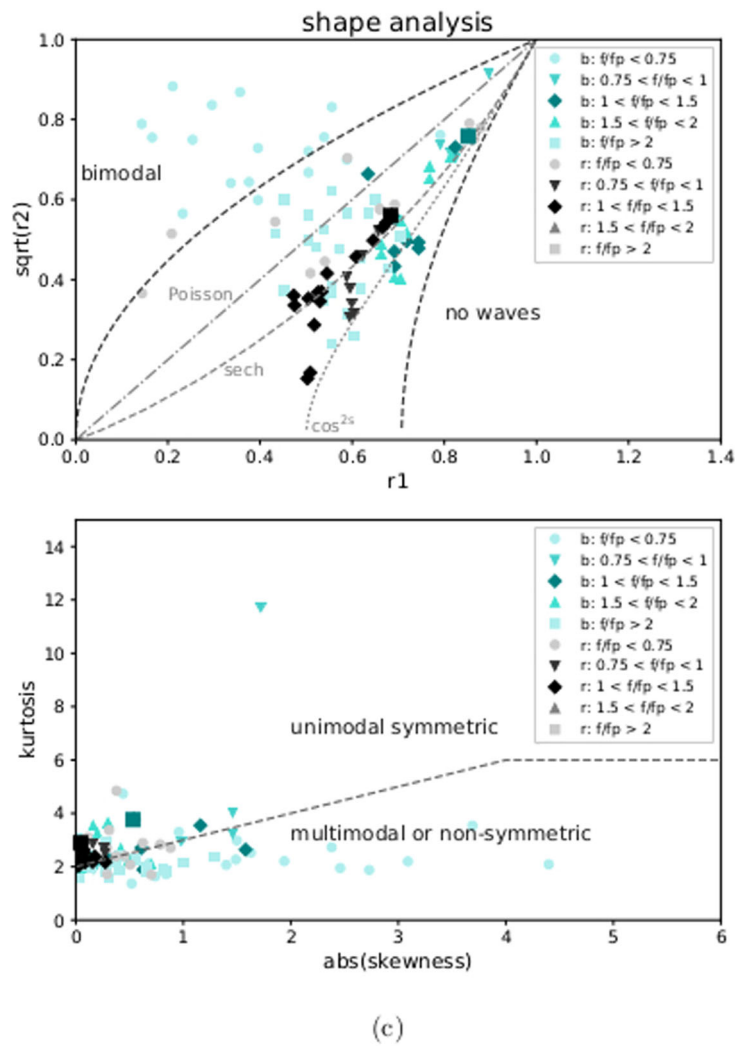 shape analysis
1.0
0.8
0.6
0.4
0.2
0.0
sqrt(r2)
bimodal
Poisson
sech
cos2s
no waves
b: f/fp < 0.75
b: 0.75 < f/fp < 1
b: 1 < f/fp < 1.5
b: 1.5 < f/fp < 2
b: f/fp > 2
r: f/fp < 0.75
r: 0.75 < f/fp < 1
r: 1 < f/fp < 1.5
r: 1.5 < f/fp < 2
r: f/fp > 2
0.0 0.2 0.4 0.6 0.8 1.0 1.2 1.4
r1
14
12
10
8
6
4
2
0
kurtosis
b: f/fp < 0.75
b: 0.75 < f/fp < 1
b: 1 < f/fp < 1.5
b: 1.5 < f/fp < 2
b: f/fp > 2
r: f/fp < 0.75
r: 0.75 < f/fp < 1
r: 1 < f/fp < 1.5
r: 1.5 < f/fp < 2
r: f/fp > 2
unimodal symmetric
multimodal or non-symmetric
0 1 2 3 4 5 6
abs(skewness)
(c)